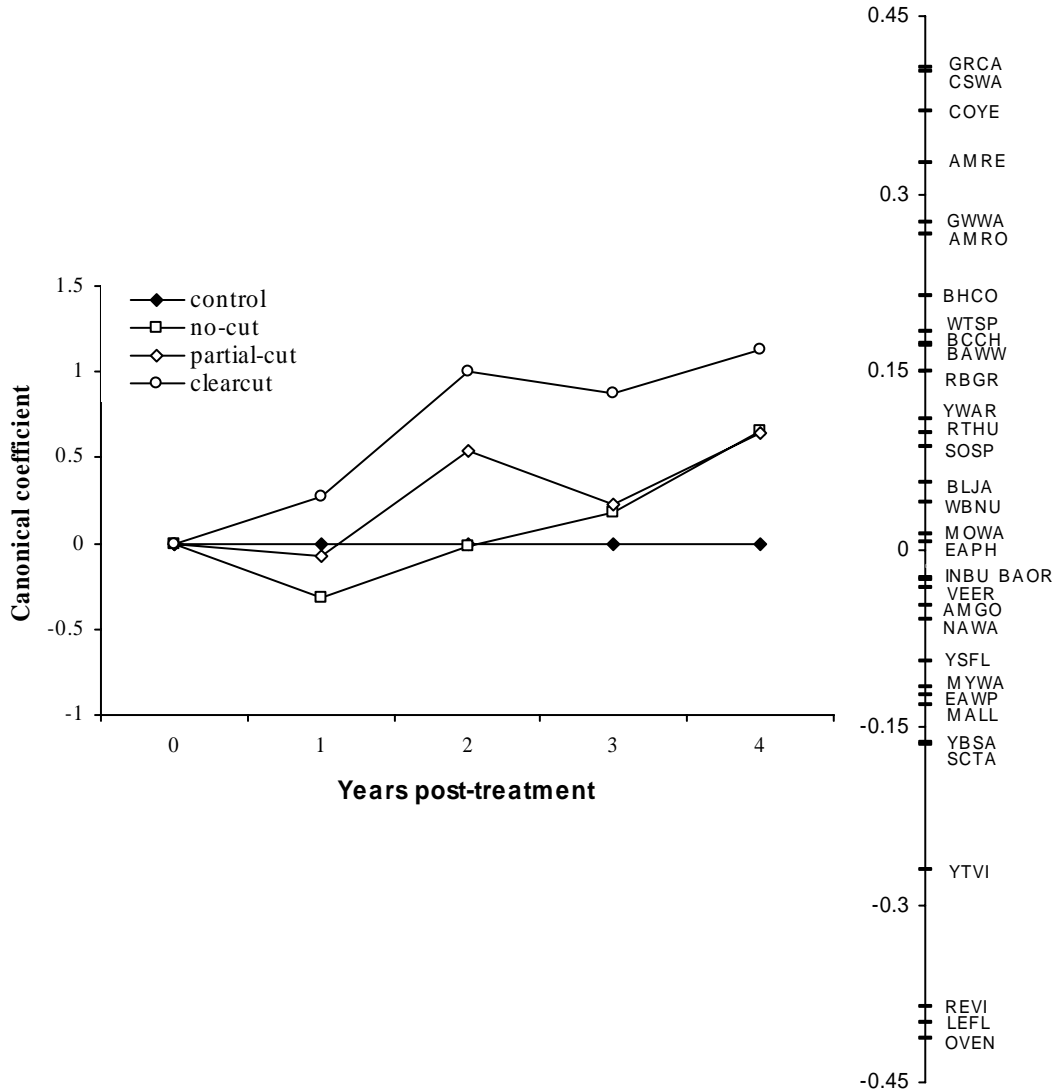 1.5
1
0.5
0
-0.5
-1
Canonical coefficient
control
no-cut
partial-cut
clearcut
0 1 2 3 4
Years post-treatment
0.45
GRCA
CSWA
COYE
AMRE
0.3
GWWA
AMRO
BHCO
WTSP
BCCH
BAWW
0.15
RBGR
YWAR
RTHU
SOSP
BLJA
WBNU
MOWA
0 EAPH
INBU BAOR
VEER
AMGO
NAWA
YSFL
MYWA
EAWP
MALL
-0.15
YBSA
SCTA
YTVI
-0.3
REVI
LEFL
OVEN
-0.45